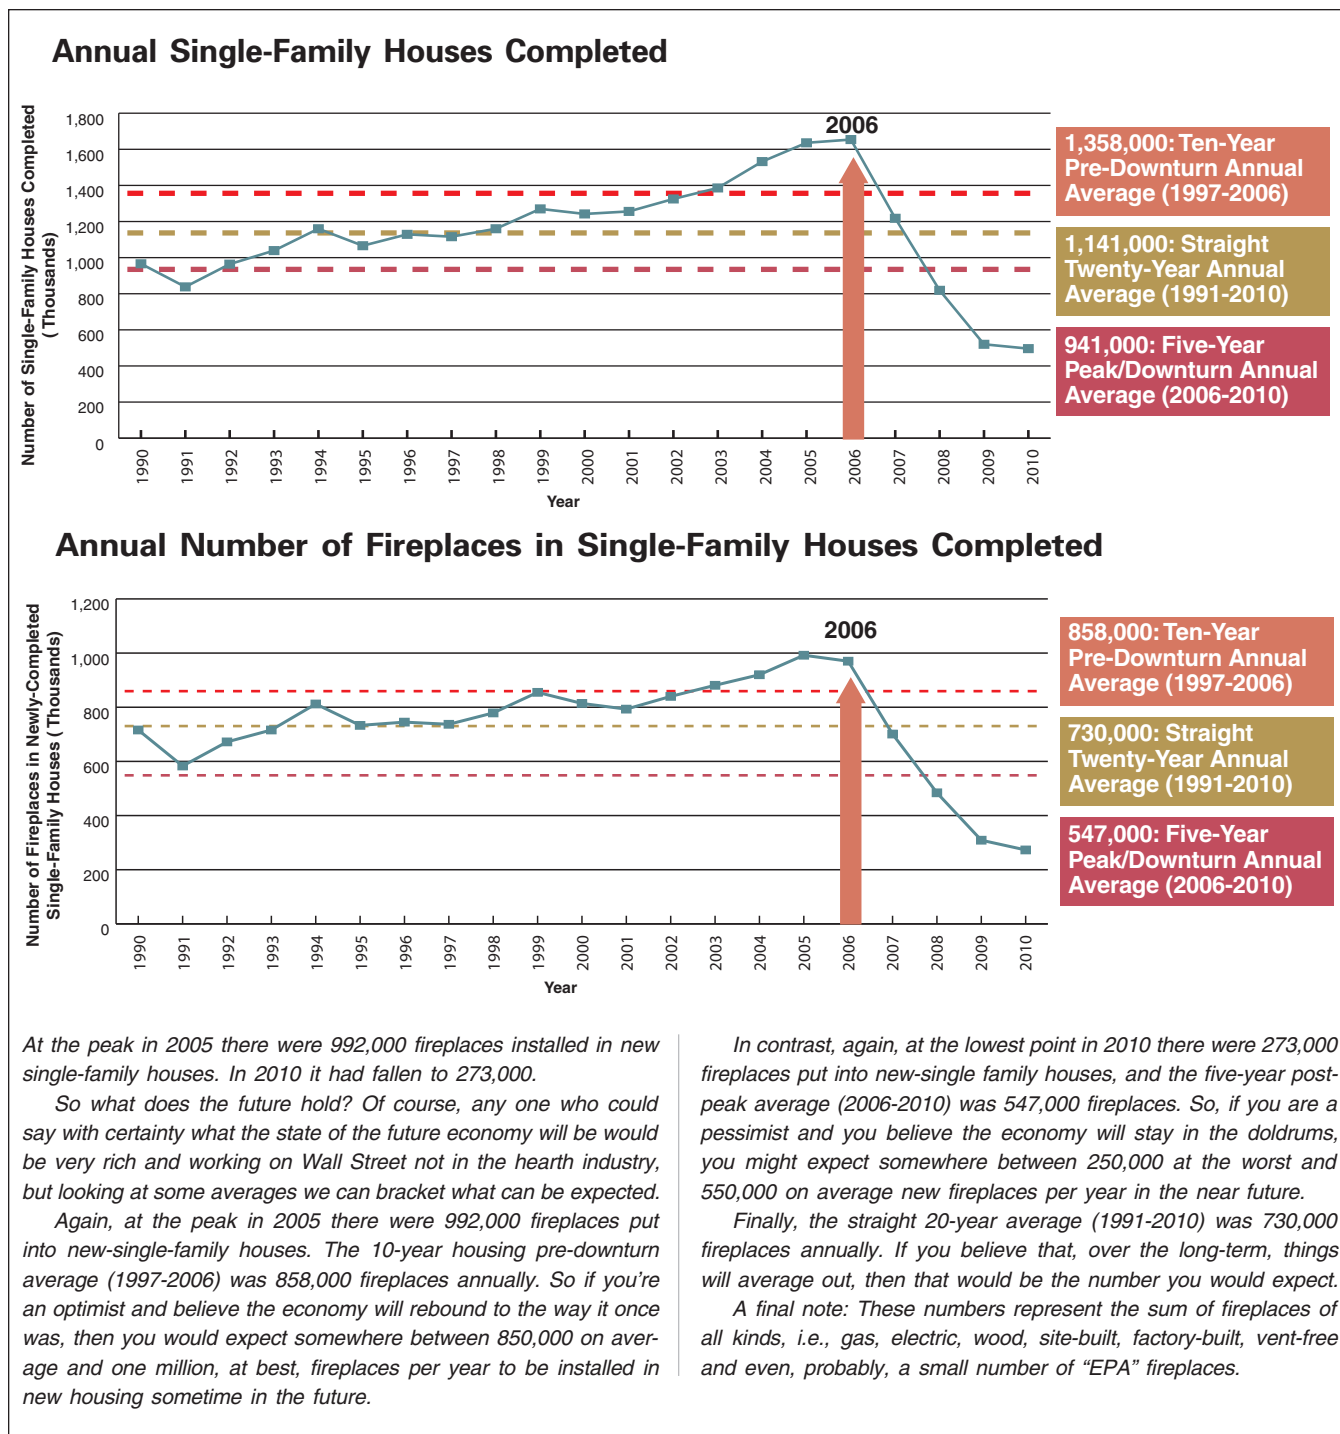 Annual Single-Family Houses Completed
Number of Single-Family Houses Completed
( Thousands)
1,800
1,600
1,400
1,200
1,000
800
600
400
200
0
2006
1990
1991
1992
1993
1994
1995
1996
1997
1998
1999
2000
2001
2002
2003
2004
2005
2006
2007
2008
2009
2010
Year
1,358,000: Ten-Year
Pre-Downturn Annual
Average (1997-2006)
1,141,000: Straight
Twenty-Year Annual
Average (1991-2010)
941,000: Five-Year
Peak/Downturn Annual
Average (2006-2010)
Annual Number of Fireplaces in Single-Family Houses Completed
Number of Fireplaces in Newly-Completed
Single-Family Houses ( Thousands)
1,200
1,000
800
600
400
200
0
2006
1990
1991
1992
1993
1994
1995
1996
1997
1998
1999
2000
2001
2002
2003
2004
2005
2006
2007
2008
2009
2010
Year
858,000: Ten-Year
Pre-Downturn Annual
Average (1997-2006)
730,000: Straight
Twenty-Year Annual
Average (1991-2010)
547,000: Five-Year
Peak/Downturn Annual
Average (2006-2010)
At the peak in 2005 there were 992,000 fireplaces installed in new
single-family houses. In 2010 it had fallen to 273,000.
So what does the future hold? Of course, any one who could
say with certainty what the state of the future economy will be would
be very rich and working on Wall Street not in the hearth industry,
but looking at some averages we can bracket what can be expected.
Again, at the peak in 2005 there were 992,000 fireplaces put
into new-single-family houses. The 10-year housing pre-downturn
average (1997-2006) was 858,000 fireplaces annually. So if you're
an optimist and believe the economy will rebound to the way it once
was, then you would expect somewhere between 850,000 on aver-
age and one million, at best, fireplaces per year to be installed in
new housing sometime in the future.
In contrast, again, at the lowest point in 2010 there were 273,000
fireplaces put into new-single family houses, and the five-year post-
peak average (2006-2010) was 547,000 fireplaces. So, if you are a
pessimist and you believe the economy will stay in the doldrums,
you might expect somewhere between 250,000 at the worst and
550,000 on average new fireplaces per year in the near future.
Finally, the straight 20-year average (1991-2010) was 730,000
fireplaces annually. If you believe that, over the long-term, things
will average out, then that would be the number you would expect.
A final note: These numbers represent the sum of fireplaces of
all kinds, i.e., gas, electric, wood, site-built, factory-built, vent-free
and even, probably, a small number of “EPA” fireplaces.